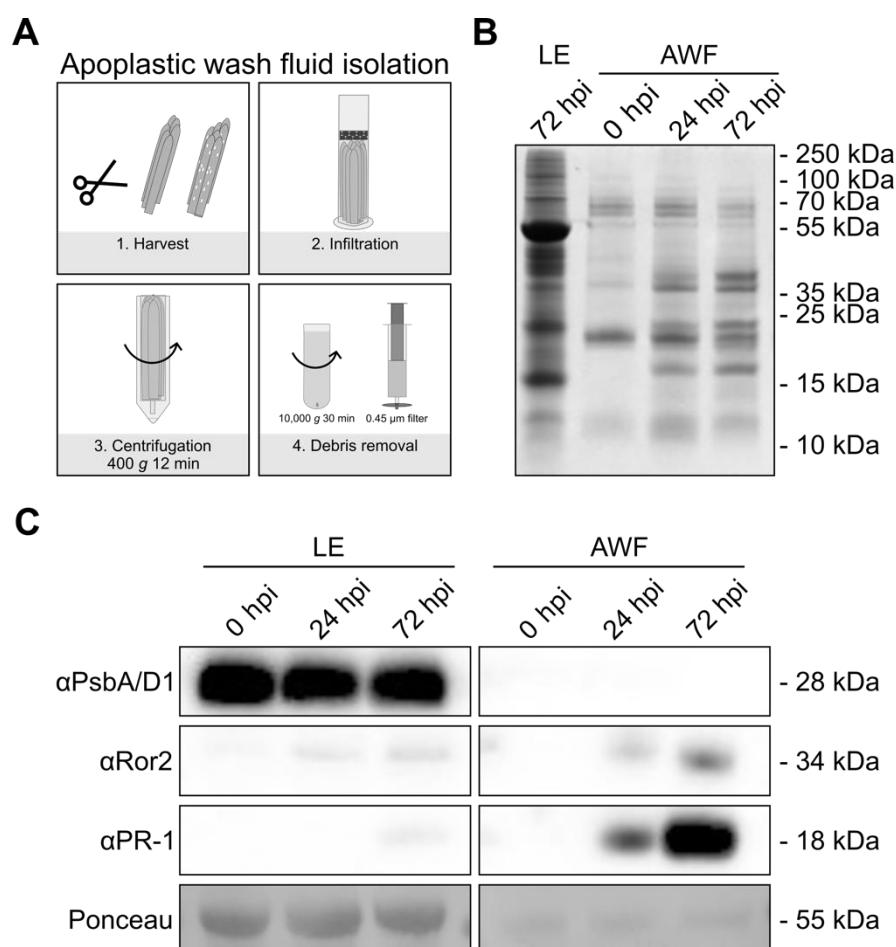 A
Apoplastic wash fluid isolation
1. Harvest
2. Infiltration
3. Centrifugation
400 g 12 min
10,000 g 30 min
0.45 µm filter
4. Debris removal
B
LE
AWF
72 hpi
0 hpi
24 hpi
72 hpi
- 250 kDa
- 100 kDa
- 70 kDa
- 55 kDa
- 35 kDa
- 25 kDa
- 15 kDa
- 10 kDa
C
LE
AWF
0 hpi
24 hpi
72 hpi
0 hpi
24 hpi
72 hpi
αPsbA/D1
- 28 kDa
αRor2
- 34 kDa
αPR-1
- 18 kDa
Ponceau
- 55 kDa